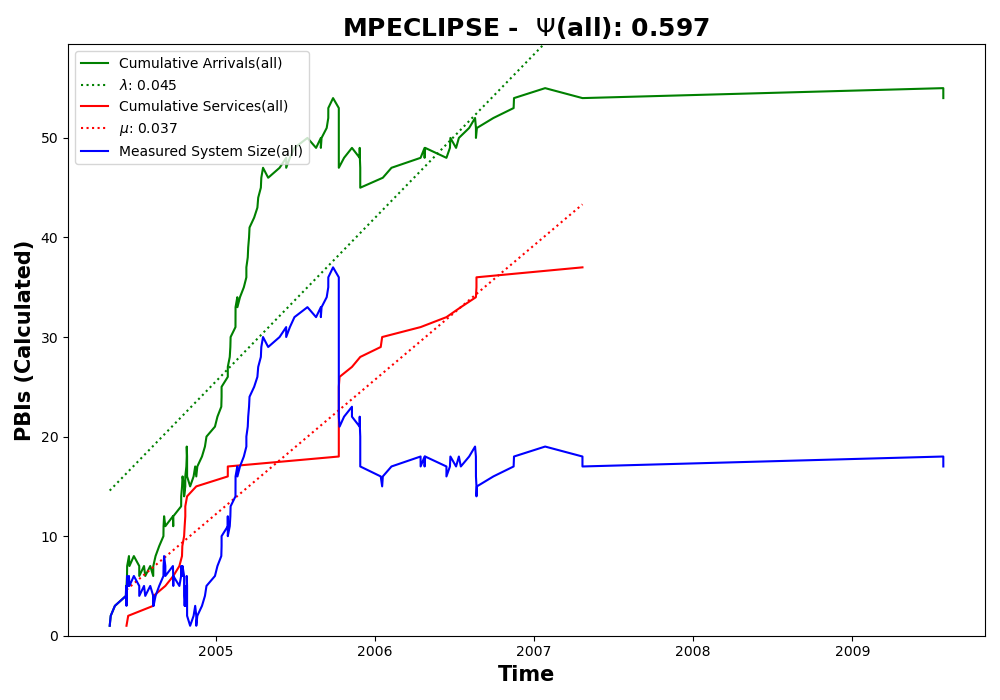 MPECLIPSE - Ψ(all): 0.597
Cumulative Arrivals(all)
λ: 0.045
Cumulative Services(all)
μ: 0.037
Measured System Size(all)
PBIs (Calculated)
50
40
30
20
10
0
2005 2006 2007 2008 2009
Time